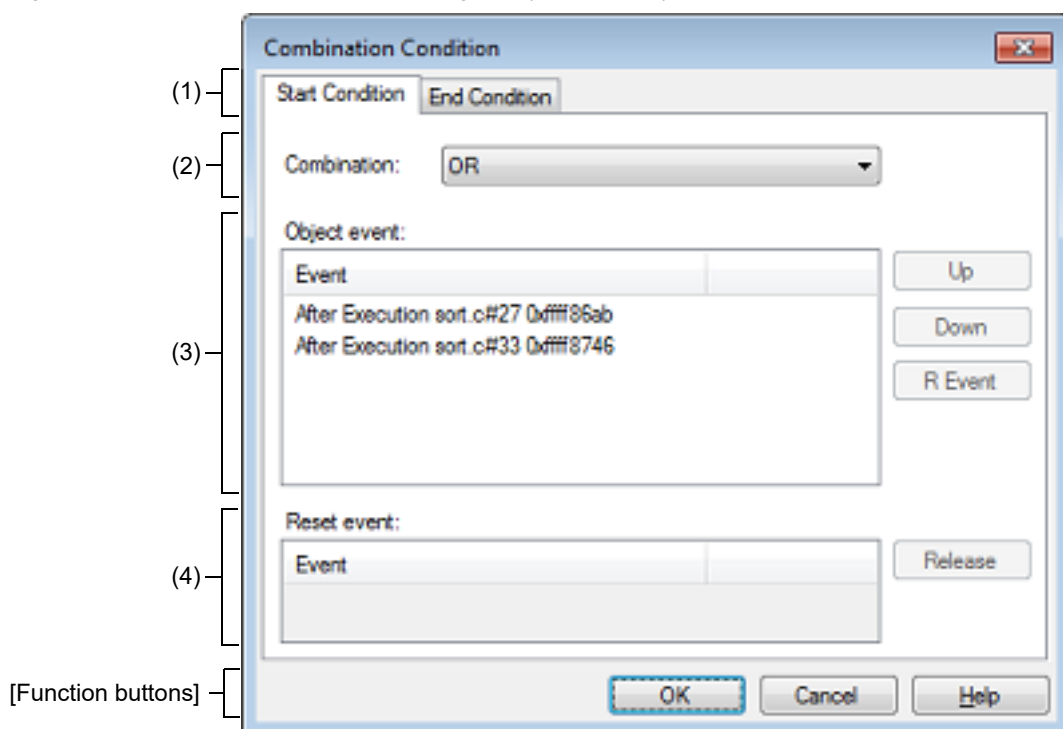 Combination Condition
(1)
Start Condition End Condition
(2)
Combination: OR
(3)
Object event:
Event
After Execution sort.c#27 0xffff86ab
After Execution sort.c#33 0xffff8746
Up
Down
R Event
(4)
Reset event:
Event
Release
[Function buttons]
OK Cancel Help